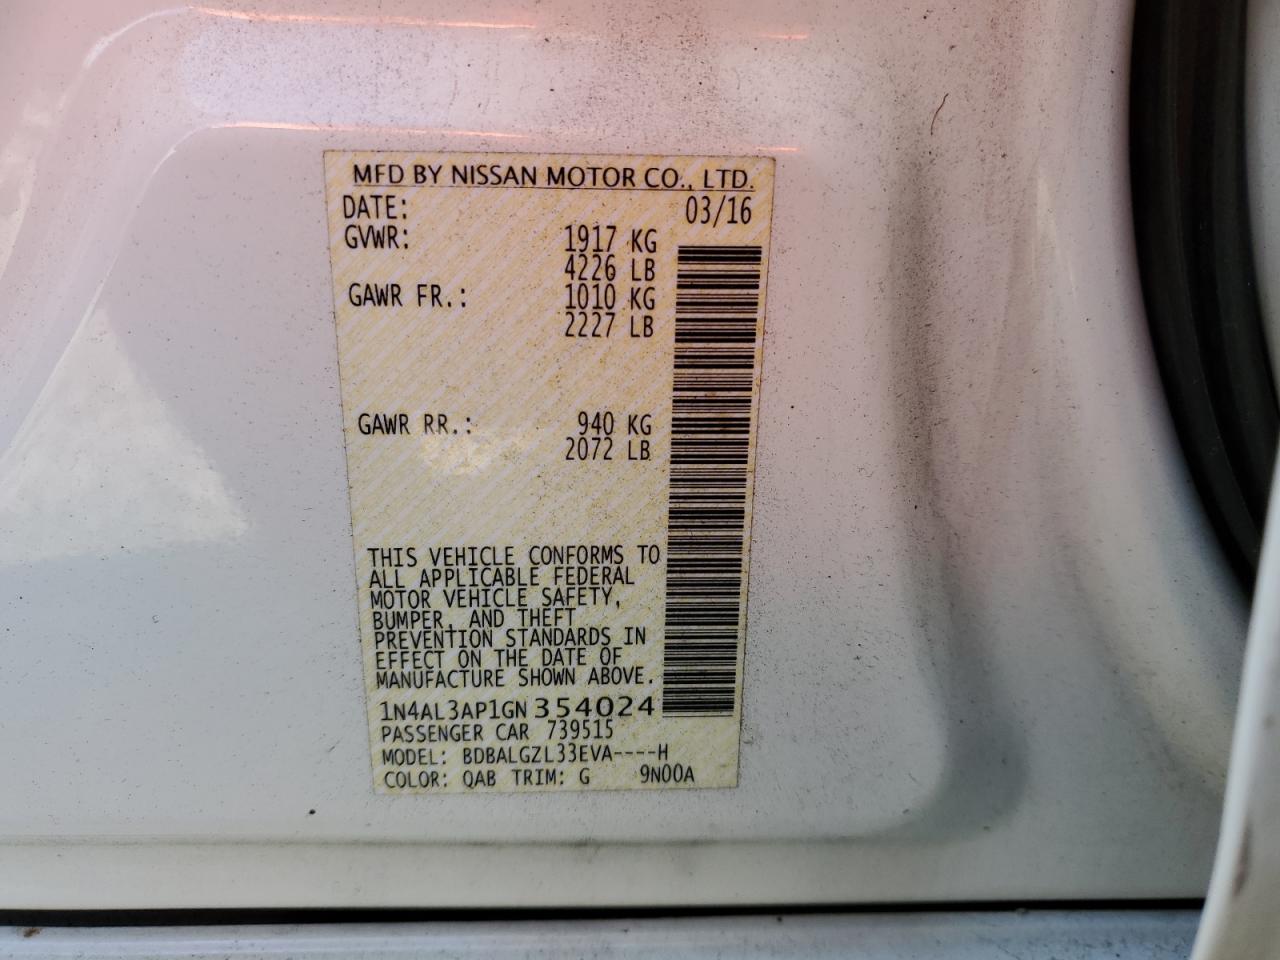 MFD BY NISSAN MOTOR CO., LTD.
DATE: 03/16
GVWR: 1917 KG
4226 LB
GAWR FR.: 1010 KG
2227 LB
GAWR RR.: 940 KG
2072 LB
THIS VEHICLE CONFORMS TO
ALL APPLICABLE FEDERAL
MOTOR VEHICLE SAFETY,
BUMPER, AND THEFT
PREVENTION STANDARDS IN
EFFECT ON THE DATE OF
MANUFACTURE SHOWN ABOVE.
1N4AL3AP1GN354024
PASSENGER CAR 739515
MODEL: BDBALGZL33EVA----H
COLOR: QAB TRIM: G 9N00A